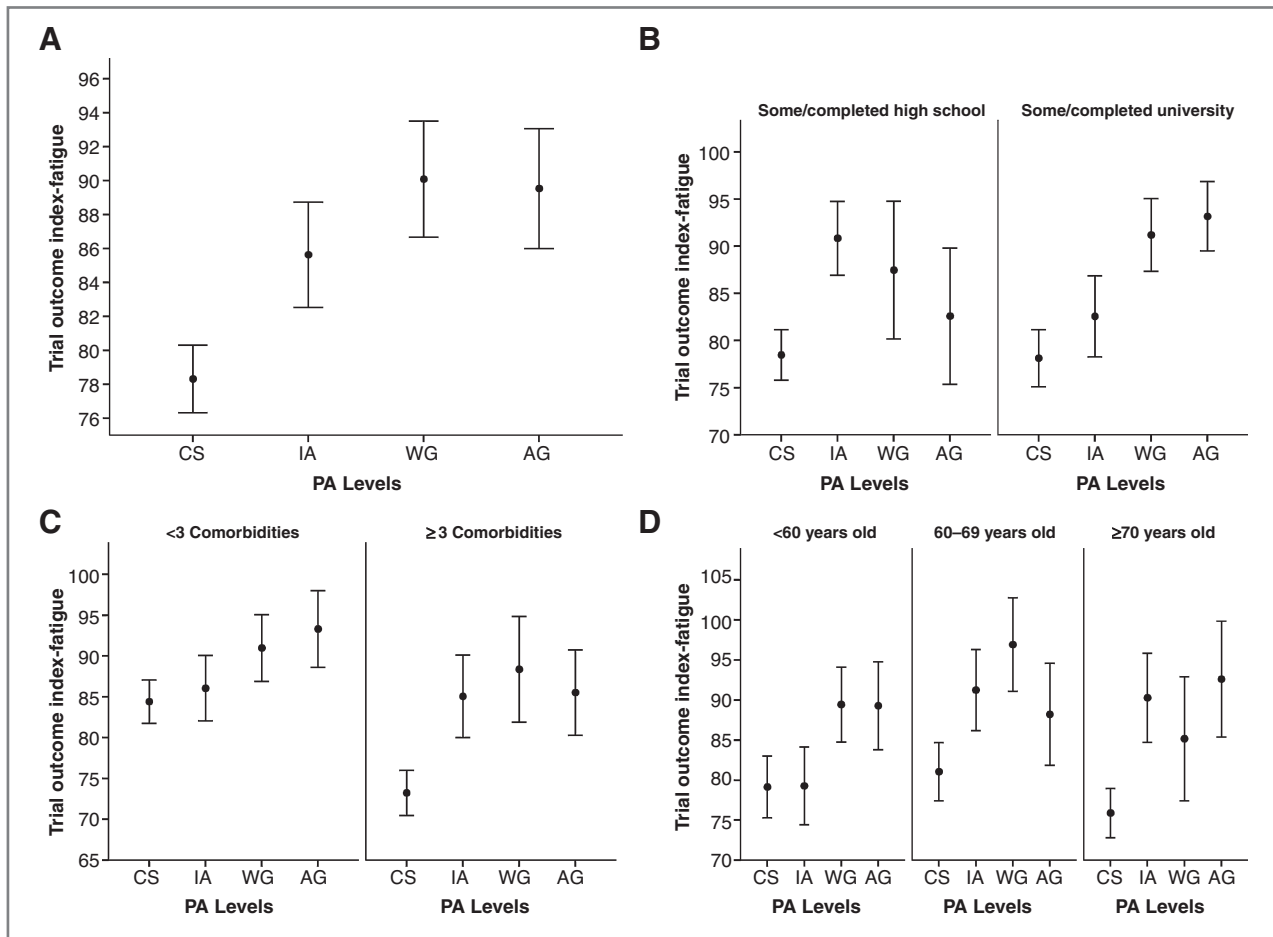 A
Trial outcome index-fatigue
96
94
92
90
88
86
84
82
80
78
76
CS IA WG AG
PA Levels
B
Some/completed high school Some/completed university
Trial outcome index-fatigue
100
95
90
85
80
75
70
CS IA WG AG CS IA WG AG
PA Levels PA Levels
C
<3 Comorbidities ≥3 Comorbidities
Trial outcome index-fatigue
100
95
90
85
80
75
70
65
CS IA WG AG CS IA WG AG
PA Levels PA Levels
D
<60 years old 60–69 years old ≥70 years old
Trial outcome index-fatigue
105
100
95
90
85
80
75
70
CS IA WG AG CS IA WG AG CS IA WG AG
PA Levels PA Levels PA Levels